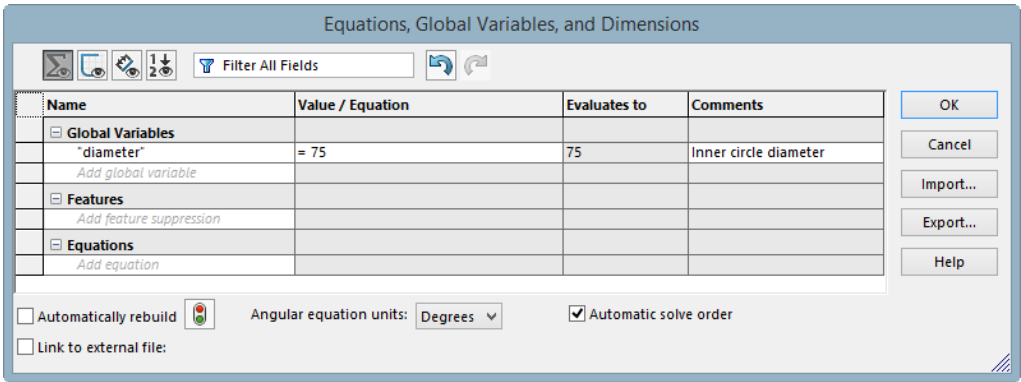 Equations, Global Variables, and Dimensions
Filter All Fields
Name Value / Equation Evaluates to Comments
Global Variables
"diameter" = 75 75 Inner circle diameter
Add global variable
Features
Add feature suppression
Equations
Add equation
OK
Cancel
Import...
Export...
Help
Automatically rebuild Angular equation units: Degrees Automatic solve order
Link to external file: